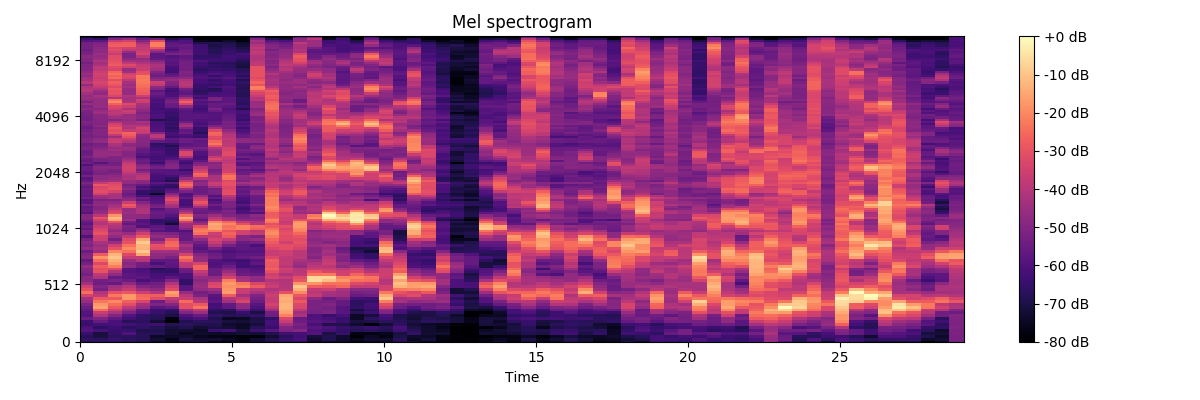 Mel spectrogram
Hz
8192
4096
2048
1024
512
0
0 5 10 15 20 25
Time
+0 dB
-10 dB
-20 dB
-30 dB
-40 dB
-50 dB
-60 dB
-70 dB
-80 dB